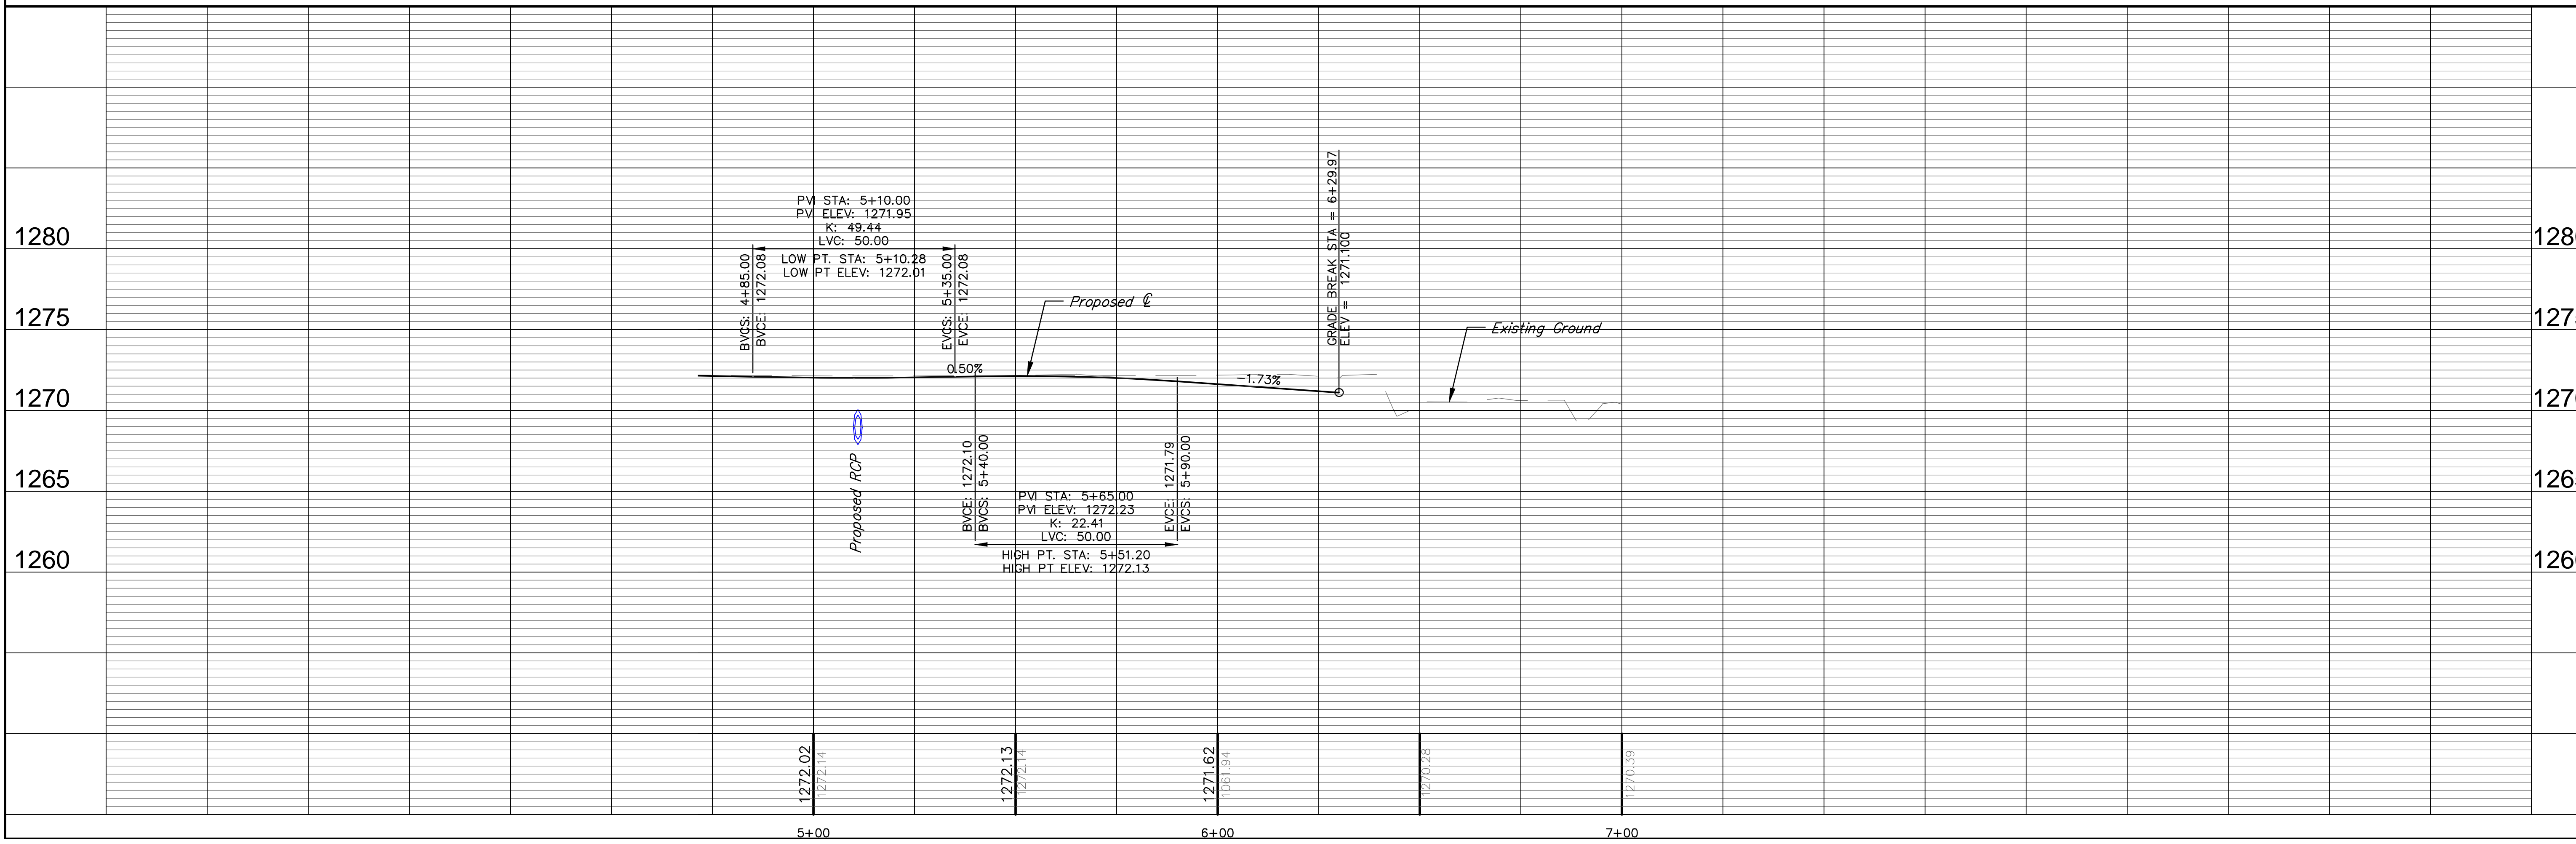 PVI STA: 5+10.00
PVI ELEV: 1271.95
K: 49.44
LVC: 50.00
LOW PT. STA: 5+10.28
LOW PT ELEV: 1272.01
BVCS: 4+85.00
BVCE: 1272.08
EVCS: 5+35.00
EVCE: 1272.08
GRADE BREAK STA = 6+29.97
ELEV = 1271.100
Proposed ℄
Existing Ground
0.50%
-1.73%
Proposed RCP
BVCE: 1272.10
BVCS: 5+40.00
EVCE: 1271.79
EVCS: 5+90.00
PVI STA: 5+65.00
PVI ELEV: 1272.23
K: 22.41
LVC: 50.00
HIGH PT. STA: 5+51.20
HIGH PT ELEV: 1272.13
1280
1275
1270
1265
1260
128
127
127
126
126
1272.02
1272.14
1272.13
1272.14
1271.62
1061.94
1270.28
1270.39
5+00
6+00
7+00